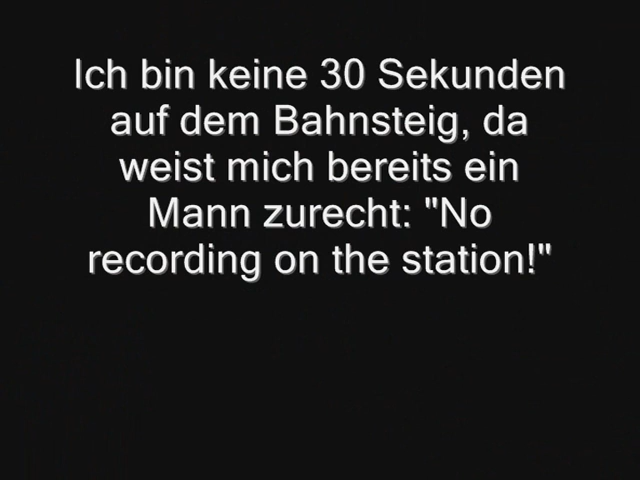 Ich bin keine 30 Sekunden
auf dem Bahnsteig, da
weist mich bereits ein
Mann zurecht: "No
recording on the station!"